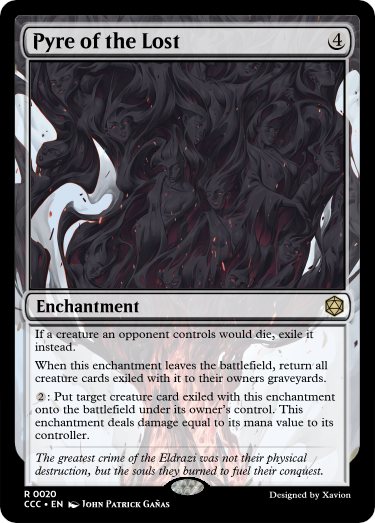 Pyre of the Lost 4
Enchantment
If a creature an opponent controls would die, exile it
instead.
When this enchantment leaves the battlefield, return all
creature cards exiled with it to their owners graveyards.
2 : Put target creature card exiled with this enchantment
onto the battlefield under its owner's control. This
enchantment deals damage equal to its mana value to its
controller.
The greatest crime of the Eldrazi was not their physical
destruction, but the souls they burned to fuel their conquest.
R 0020
CCC • EN John Patrick Gañas
Designed by Xavion